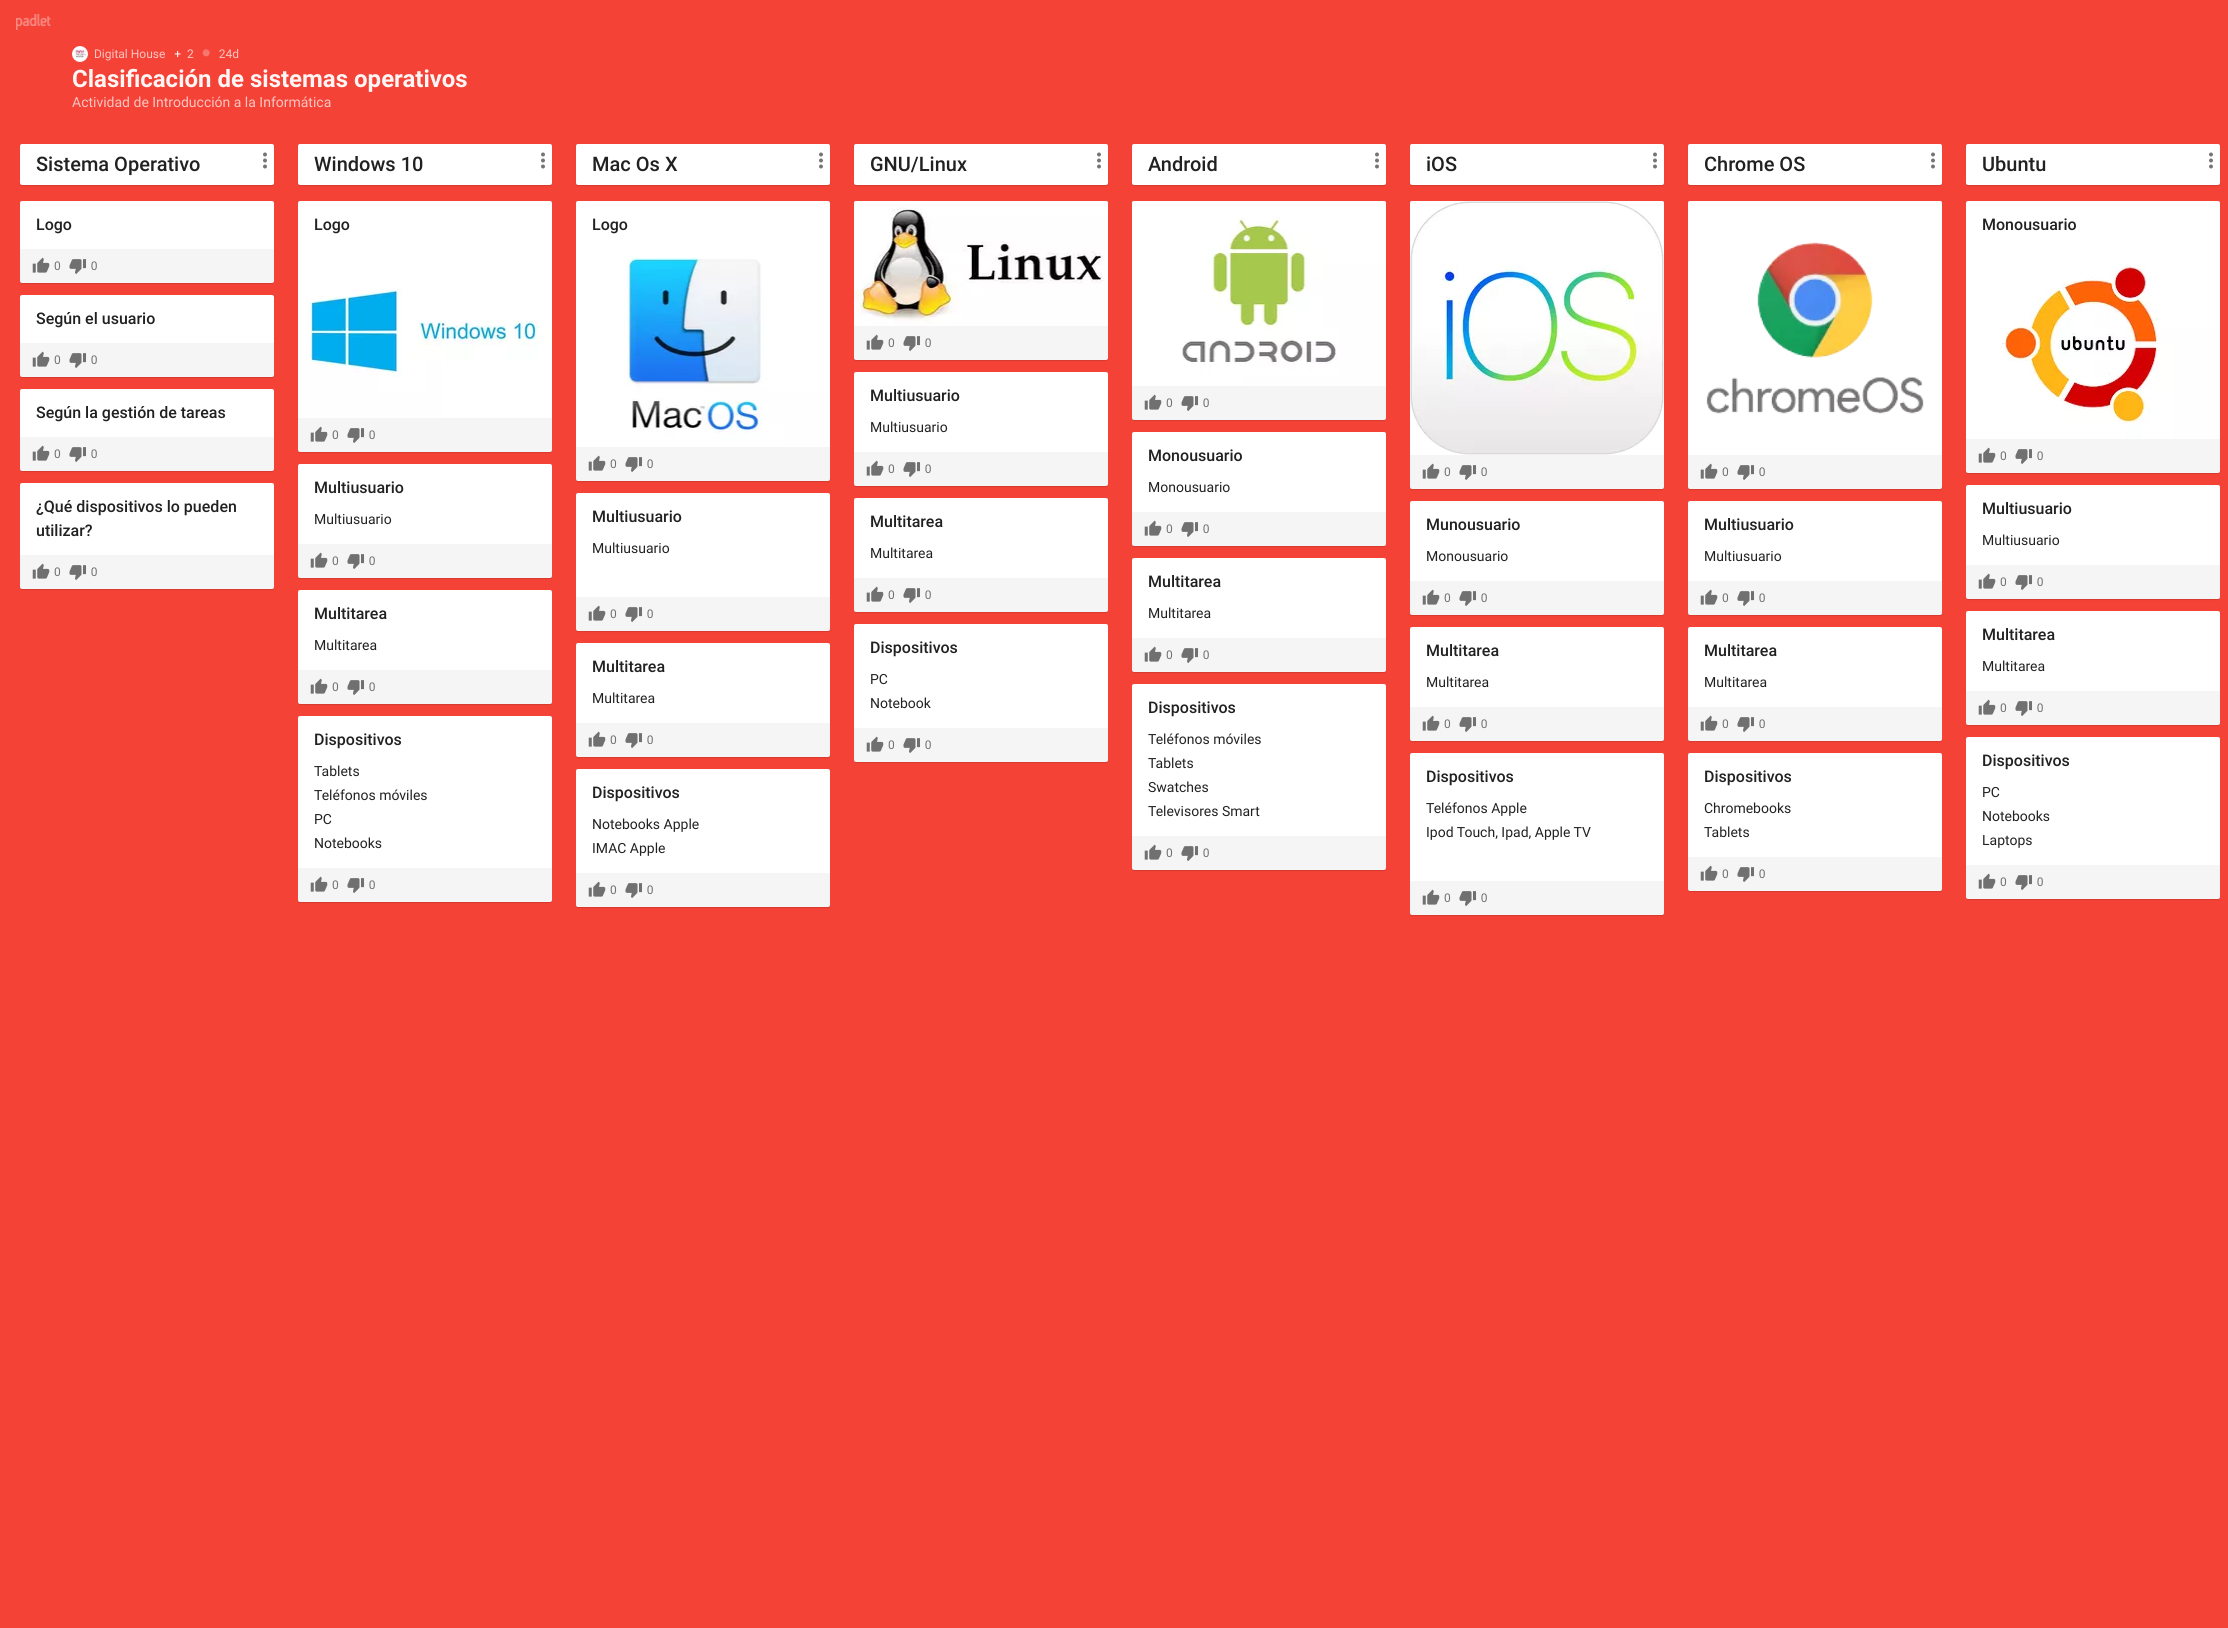 padlet
Digital House + 2 24d
Clasificación de sistemas operativos
Actividad de Introducción a la Informática
Sistema Operativo
Logo
0 0
Según el usuario
0 0
Según la gestión de tareas
0 0
¿Qué dispositivos lo pueden
utilizar?
0 0
Windows 10
Logo
Windows 10
0 0
Multiusuario
Multiusuario
0 0
Multitarea
Multitarea
0 0
Dispositivos
Tablets
Teléfonos móviles
PC
Notebooks
0 0
Mac Os X
Logo
MacOS
0 0
Multiusuario
Multiusuario
0 0
Multitarea
Multitarea
0 0
Dispositivos
Notebooks Apple
IMAC Apple
0 0
GNU/Linux
Linux
0 0
Multiusuario
Multiusuario
0 0
Multitarea
Multitarea
0 0
Dispositivos
PC
Notebook
0 0
Android
ANDROID
0 0
Monousuario
Monousuario
0 0
Multitarea
Multitarea
0 0
Dispositivos
Teléfonos móviles
Tablets
Swatches
Televisores Smart
0 0
iOS
iOS
0 0
Munousuario
Monousuario
0 0
Multitarea
Multitarea
0 0
Dispositivos
Teléfonos Apple
Ipod Touch, Ipad, Apple TV
0 0
Chrome OS
chromeOS
0 0
Multiusuario
Multiusuario
0 0
Multitarea
Multitarea
0 0
Dispositivos
Chromebooks
Tablets
0 0
Ubuntu
Monousuario
ubuntu
0 0
Multiusuario
Multiusuario
0 0
Multitarea
Multitarea
0 0
Dispositivos
PC
Notebooks
Laptops
0 0